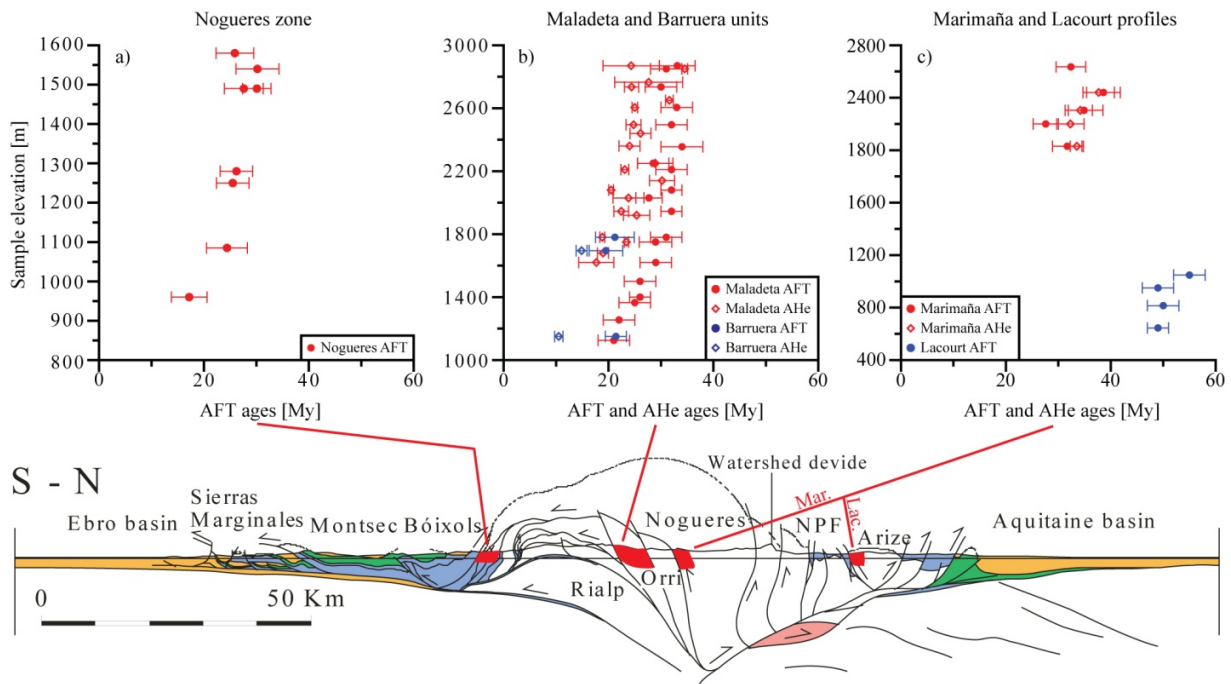 Nogueres zone
Maladeta and Barruera units
Marimaña and Lacourt profiles
Sample elevation [m]
a)
1600
1500
1400
1300
1200
1100
1000
900
800
Nogueres AFT
0 20 40 60
AFT ages [My]
b)
3000
2600
2200
1800
1400
1000
Maladeta AFT
Maladeta AHe
Barruera AFT
Barruera AHe
0 20 40 60
AFT and AHe ages [My]
c)
2800
2400
2000
1600
1200
800
400
Marimaña AFT
Marimaña AHe
Lacourt AFT
0 20 40 60
AFT and AHe ages [My]
S - N
Watershed devide
Mar.
Lac.
Ebro basin
Sierras
Marginales
Montsec
Bóixols
Nogueres
NPF
Arize
Aquitaine basin
Rialp
Orri
0 50 Km